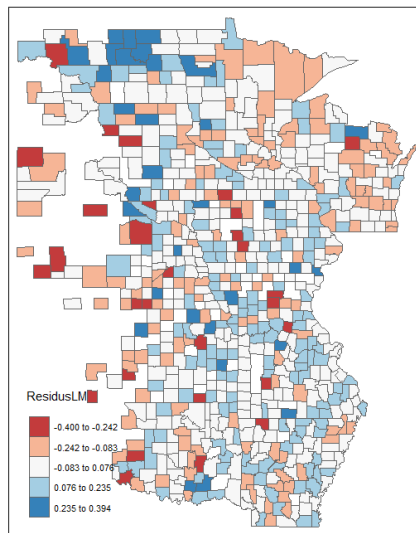 ResidusLM
-0.400 to -0.242
-0.242 to -0.083
-0.083 to 0.076
0.076 to 0.235
0.235 to 0.394